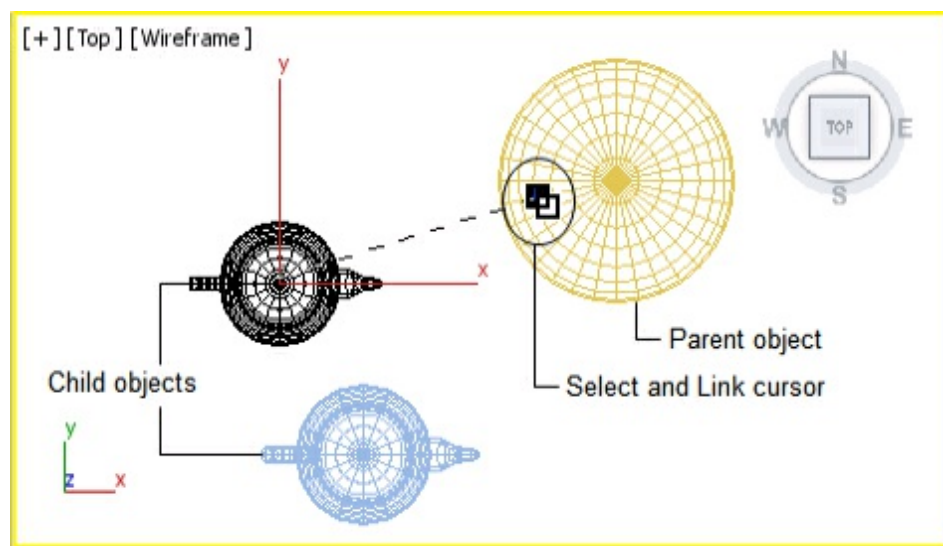 [+][Top][Wireframe]
y
N
W TOP E
S
x
Parent object
Child objects
Select and Link cursor
y
z x